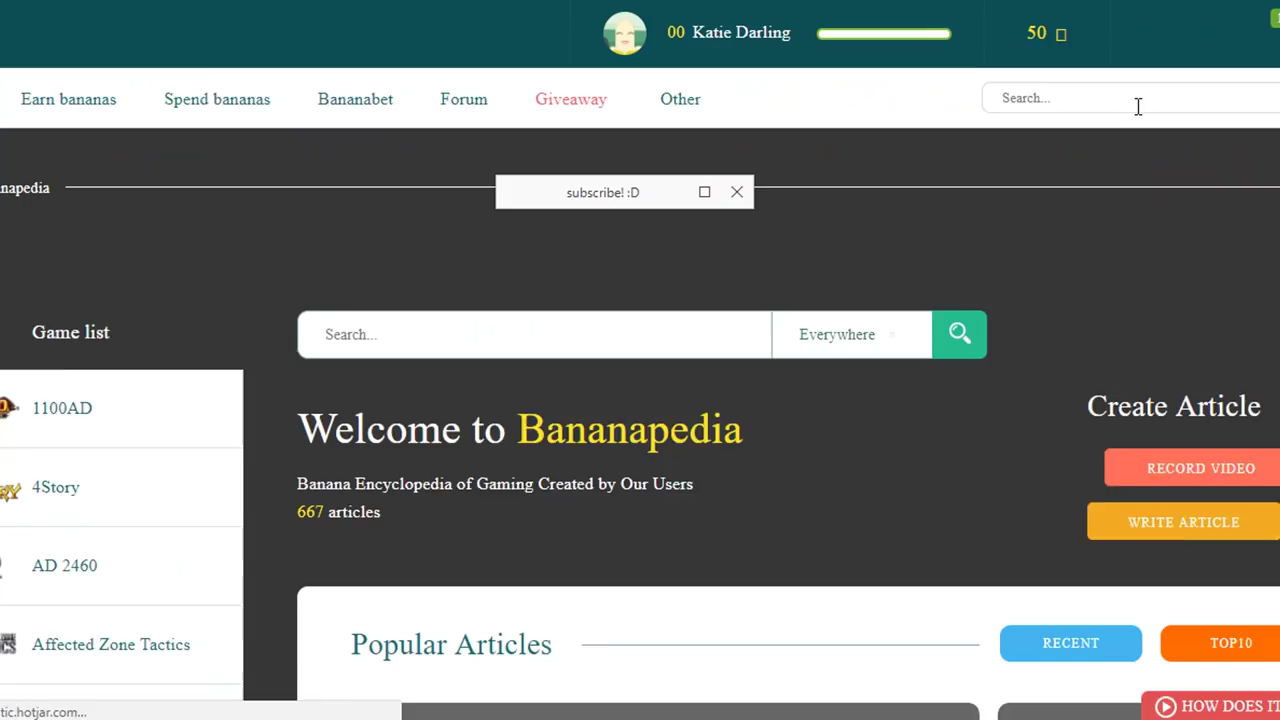 00 Katie Darling
50
Earn bananas Spend bananas Bananabet Forum Giveaway Other Search...
napedia
subscribe! :D
Game list
Search... Everywhere
1100AD
Welcome to Bananapedia
Create Article
RECORD VIDEO
4Story
Banana Encyclopedia of Gaming Created by Our Users
667 articles
WRITE ARTICLE
AD 2460
Affected Zone Tactics
Popular Articles
RECENT TOP10
tic.hotjar.com...
HOW DOES IT